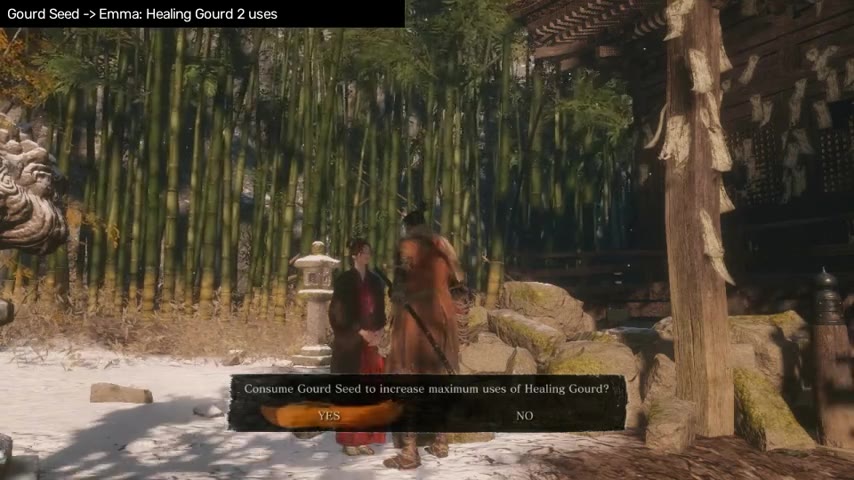 Gourd Seed -> Emma: Healing Gourd 2 uses
Consume Gourd Seed to increase maximum uses of Healing Gourd?
YES NO